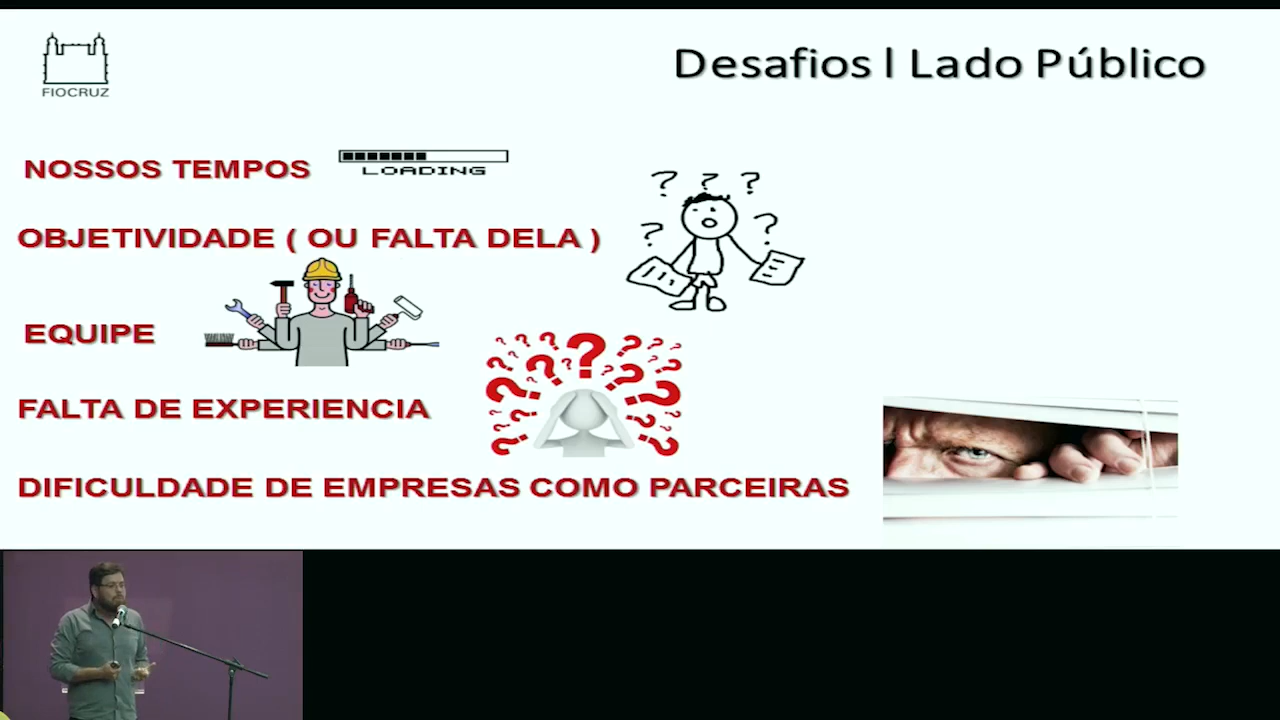 FIOCRUZ
Desafios l Lado Público
NOSSOS TEMPOS
LOADING
OBJETIVIDADE ( OU FALTA DELA )
EQUIPE
FALTA DE EXPERIENCIA
DIFICULDADE DE EMPRESAS COMO PARCEIRAS